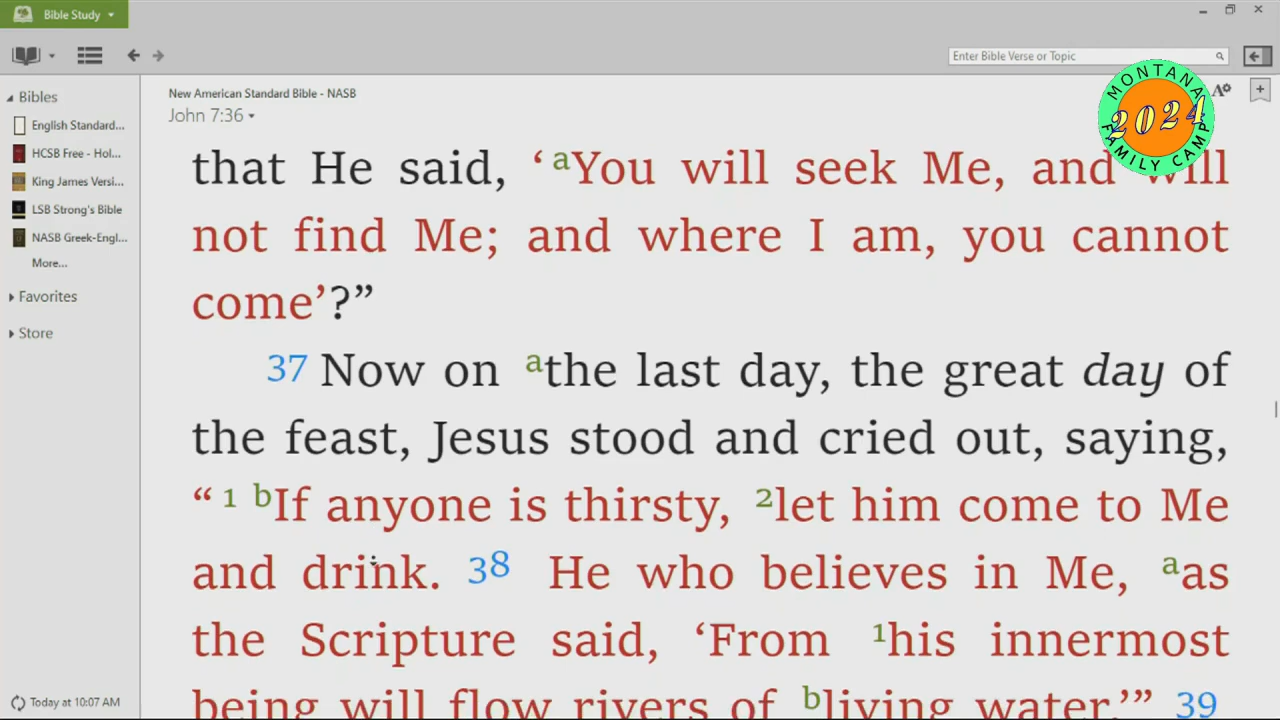 Bible Study
Enter Bible Verse or Topic
MONTANA
2024
FAMILY CAMP
Bibles
English Standard...
HCSB Free - Hol...
King James Versi...
LSB Strong's Bible
NASB Greek-Engl...
More...
Favorites
Store
Today at 10:07 AM
New American Standard Bible - NASB
John 7:36
that He said, ‘aYou will seek Me, and will
not find Me; and where I am, you cannot
come’?”
37 Now on athe last day, the great day of
the feast, Jesus stood and cried out, saying,
“1 bIf anyone is thirsty, 2let him come to Me
and drink. 38 He who believes in Me, aas
the Scripture said, ‘From 1his innermost
being will flow rivers of bliving water.’” 39